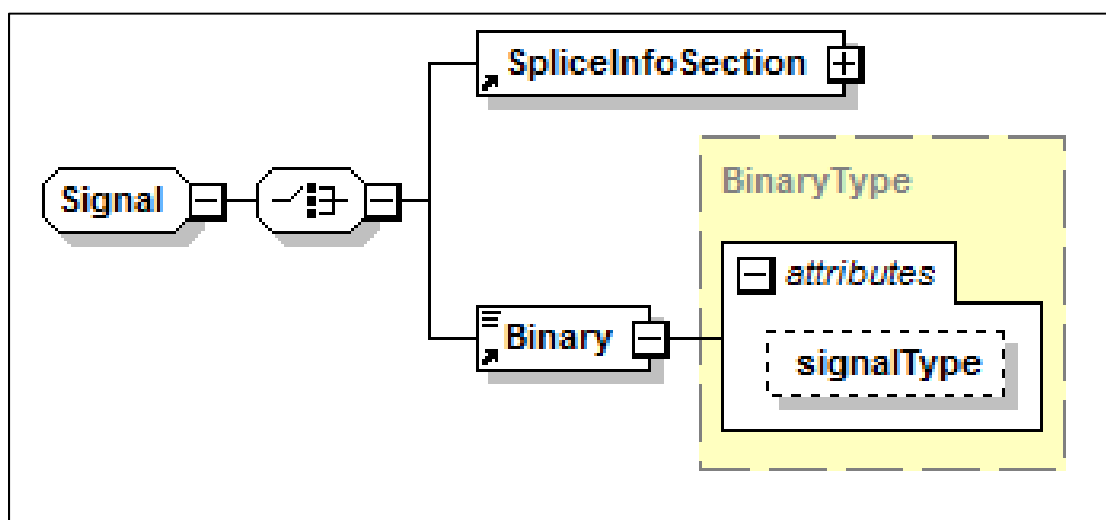 SpliceInfoSection
Signal
BinaryType
attributes
Binary
signalType